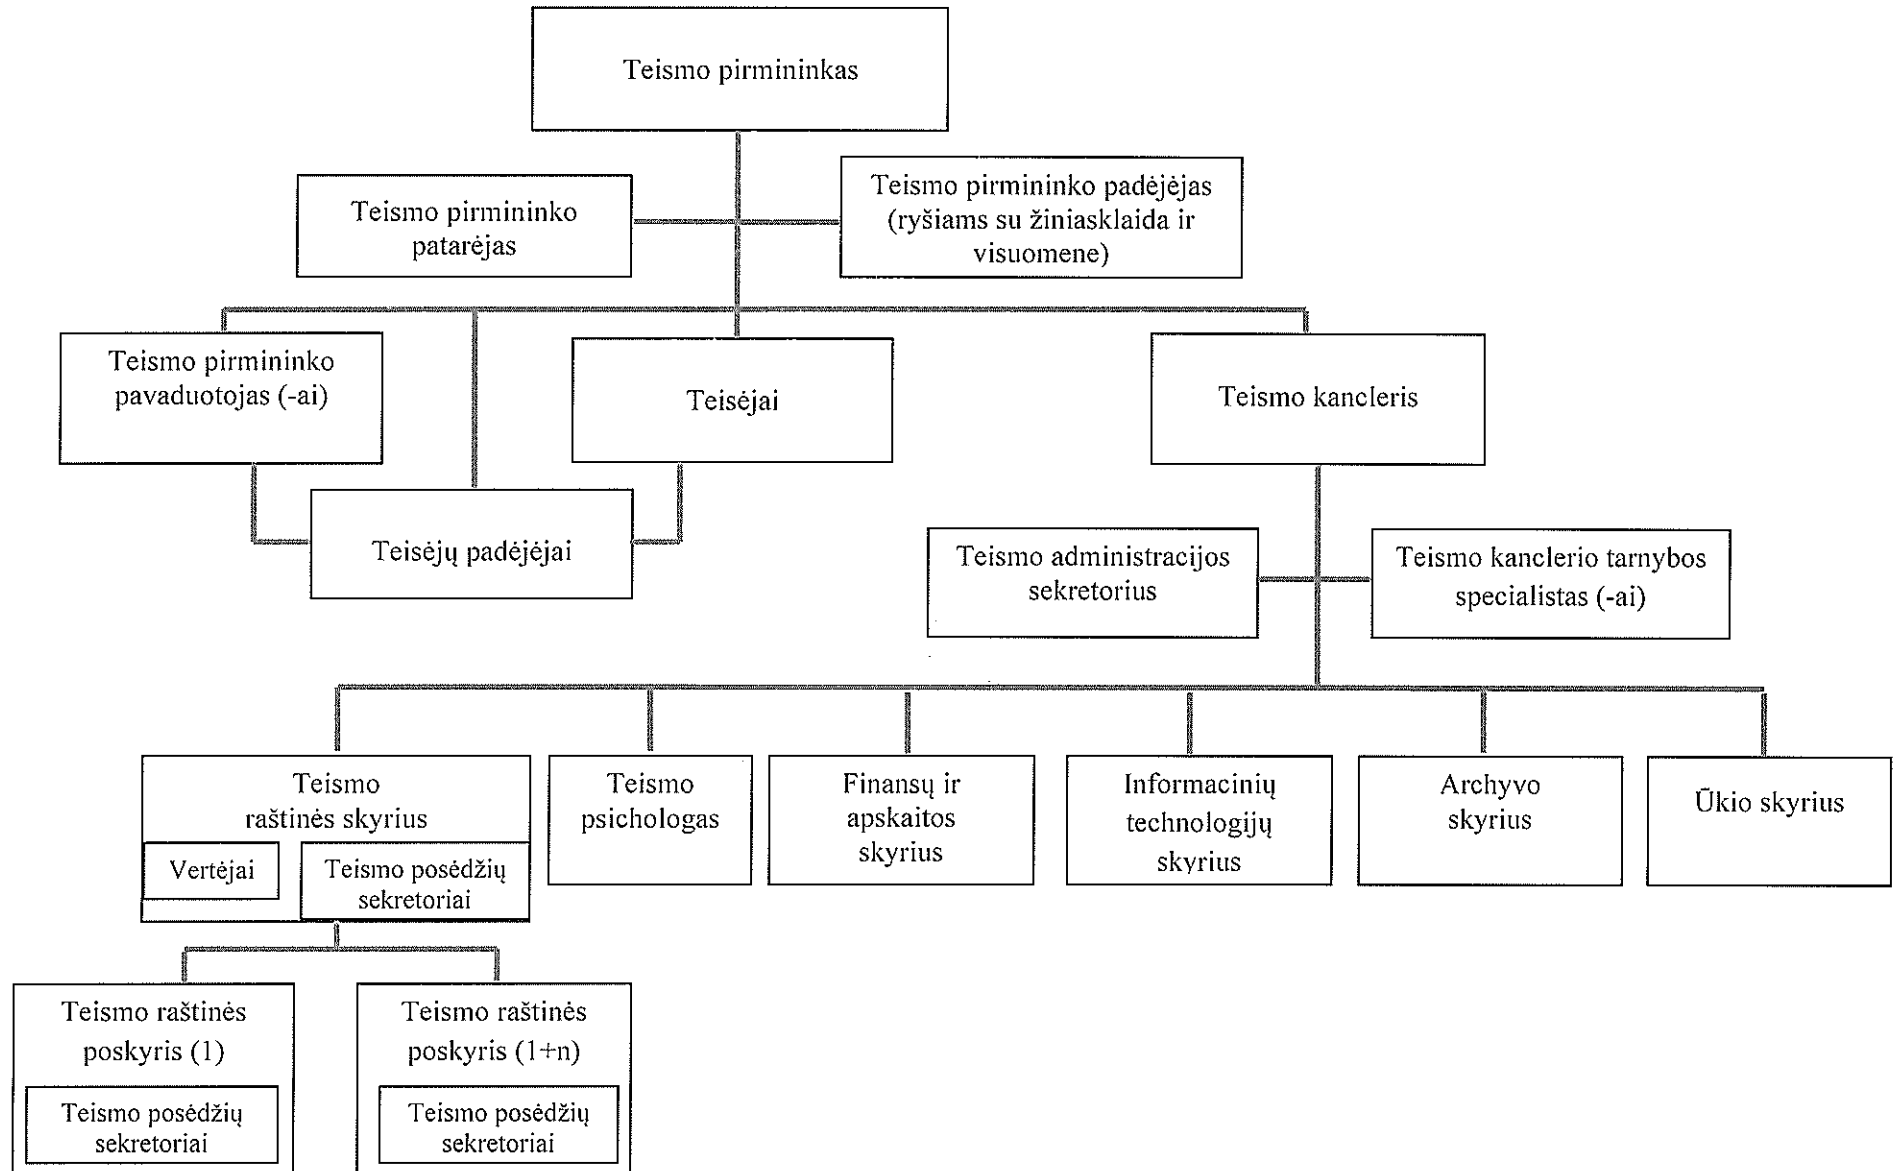 Teismo pirmininkas
Teismo pirmininko
patarėjas
Teismo pirmininko padėjėjas
(ryšiams su žiniasklaida ir
visuomene)
Teismo pirmininko
pavaduotojas (-ai)
Teisėjai
Teismo kancleris
Teisėjų padėjėjai
Teismo administracijos
sekretorius
Teismo kanclerio tarnybos
specialistas (-ai)
Teismo
raštinės skyrius
Vertėjai
Teismo posėdžių
sekretoriai
Teismo
psichologas
Finansų ir
apskaitos
skyrius
Informacinių
technologijų
skyrius
Archyvo
skyrius
Ūkio skyrius
Teismo raštinės
poskyris (1)
Teismo posėdžių
sekretoriai
Teismo raštinės
poskyris (1+n)
Teismo posėdžių
sekretoriai